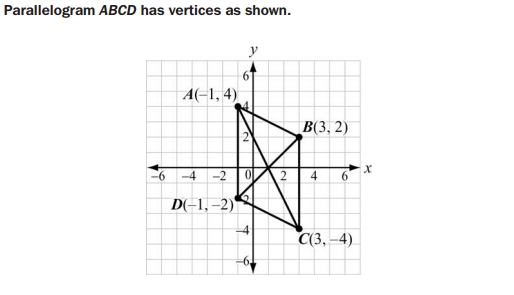 Parallelogram ABCD has vertices as shown.
y
6
A(–1, 4)
4
B(3, 2)
2
–6 –4 –2 0 2 4 6 x
D(–1, –2)
–2
–4
C(3, –4)
–6